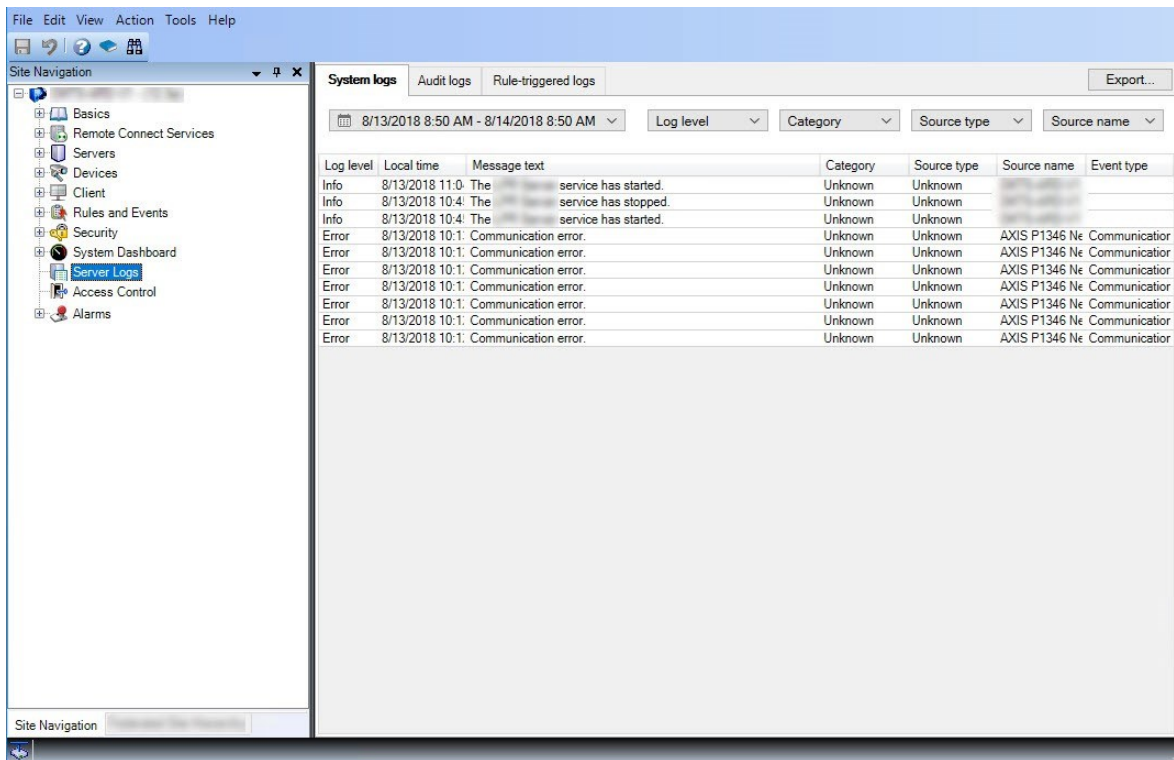 File Edit View Action Tools Help
Site Navigation
Basics
Remote Connect Services
Servers
Devices
Client
Rules and Events
Security
System Dashboard
Server Logs
Access Control
Alarms
Site Navigation
System logs Audit logs Rule-triggered logs Export...
8/13/2018 8:50 AM - 8/14/2018 8:50 AM Log level Category Source type Source name
Log level Local time Message text Category Source type Source name Event type
Info 8/13/2018 11:0 The service has started. Unknown Unknown
Info 8/13/2018 10:4 The service has stopped. Unknown Unknown
Info 8/13/2018 10:4 The service has started. Unknown Unknown
Error 8/13/2018 10:1 Communication error. Unknown Unknown AXIS P1346 Ne Communication
Error 8/13/2018 10:1 Communication error. Unknown Unknown AXIS P1346 Ne Communication
Error 8/13/2018 10:1 Communication error. Unknown Unknown AXIS P1346 Ne Communication
Error 8/13/2018 10:1 Communication error. Unknown Unknown AXIS P1346 Ne Communication
Error 8/13/2018 10:1 Communication error. Unknown Unknown AXIS P1346 Ne Communication
Error 8/13/2018 10:1 Communication error. Unknown Unknown AXIS P1346 Ne Communication
Error 8/13/2018 10:1 Communication error. Unknown Unknown AXIS P1346 Ne Communication